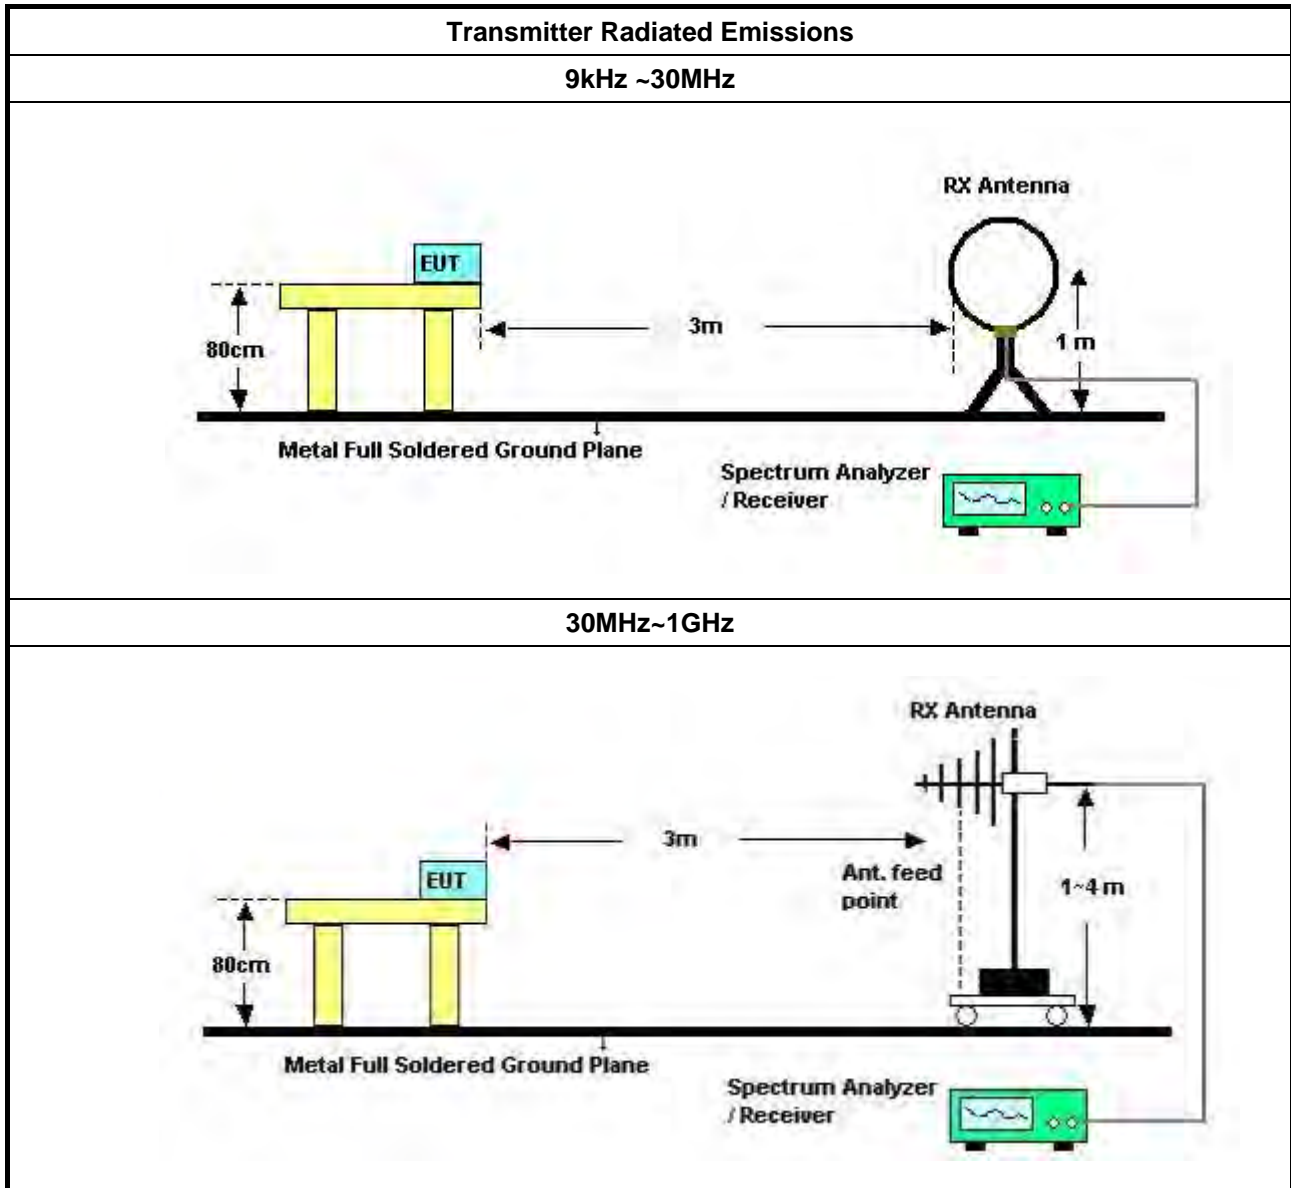 Transmitter Radiated Emissions
9kHz ~30MHz
RX Antenna
EUT
3m
80cm
1 m
Metal Full Soldered Ground Plane
Spectrum Analyzer
/ Receiver
30MHz~1GHz
RX Antenna
3m
EUT
Ant. feed
point
1~4 m
80cm
Metal Full Soldered Ground Plane
Spectrum Analyzer
/ Receiver